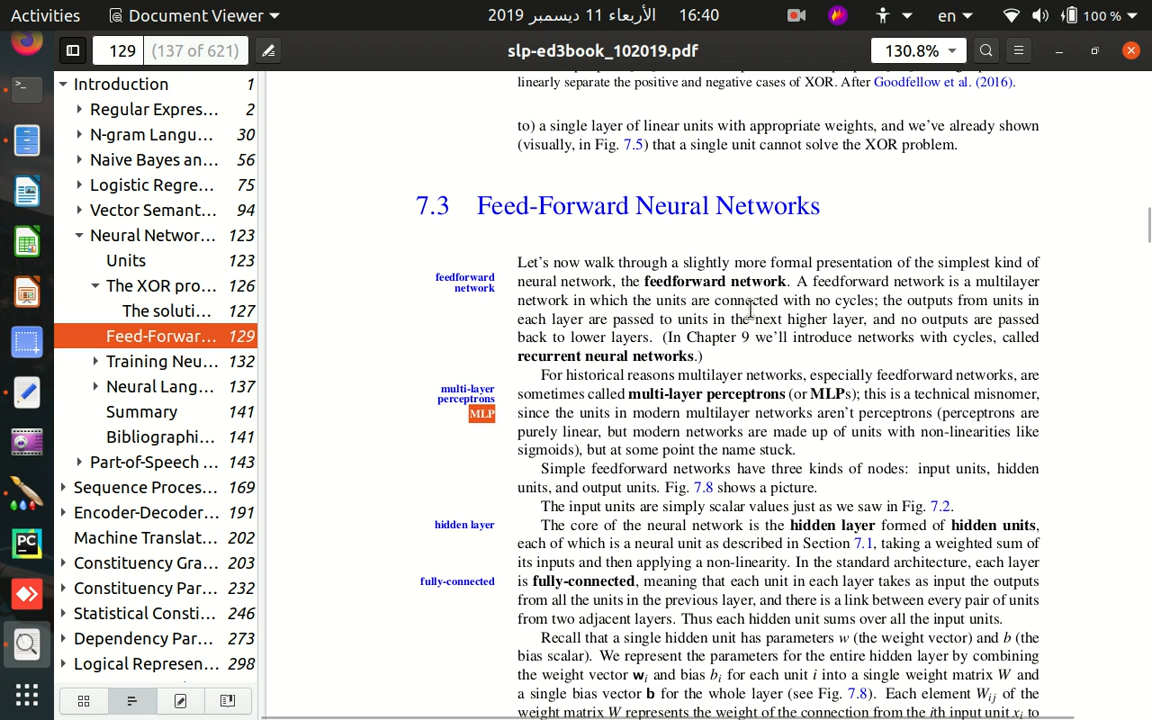 Activities
Document Viewer
الأربعاء 11 ديسمبر 2019 16:40
en
100 %
129
(137 of 621)
slp-ed3book_102019.pdf
130.8%
Introduction 1
Regular Expres... 2
N-gram Langu... 30
Naive Bayes an... 56
Logistic Regre... 75
Vector Semant... 94
Neural Networ... 123
Units 123
The XOR pro... 126
The soluti... 127
Feed-Forwar... 129
Training Neu... 132
Neural Lang... 137
Summary 141
Bibliographi... 141
Part-of-Speech ... 143
Sequence Proces... 169
Encoder-Decoder... 191
Machine Translat... 202
Constituency Gra... 203
Constituency Par... 232
Statistical Consti... 246
Dependency Par... 273
Logical Represen... 298
linearly separate the positive and negative cases of XOR. After Goodfellow et al. (2016).
to) a single layer of linear units with appropriate weights, and we've already shown
(visually, in Fig. 7.5) that a single unit cannot solve the XOR problem.
7.3 Feed-Forward Neural Networks
Let's now walk through a slightly more formal presentation of the simplest kind of
feedforward
network
neural network, the feedforward network. A feedforward network is a multilayer
network in which the units are connected with no cycles; the outputs from units in
each layer are passed to units in the next higher layer, and no outputs are passed
back to lower layers. (In Chapter 9 we'll introduce networks with cycles, called
recurrent neural networks.)
For historical reasons multilayer networks, especially feedforward networks, are
multi-layer
perceptrons
MLP
sometimes called multi-layer perceptrons (or MLPs); this is a technical misnomer,
since the units in modern multilayer networks aren't perceptrons (perceptrons are
purely linear, but modern networks are made up of units with non-linearities like
sigmoids), but at some point the name stuck.
Simple feedforward networks have three kinds of nodes: input units, hidden
units, and output units. Fig. 7.8 shows a picture.
The input units are simply scalar values just as we saw in Fig. 7.2.
hidden layer
The core of the neural network is the hidden layer formed of hidden units,
each of which is a neural unit as described in Section 7.1, taking a weighted sum of
its inputs and then applying a non-linearity. In the standard architecture, each layer
fully-connected
is fully-connected, meaning that each unit in each layer takes as input the outputs
from all the units in the previous layer, and there is a link between every pair of units
from two adjacent layers. Thus each hidden unit sums over all the input units.
Recall that a single hidden unit has parameters w (the weight vector) and b (the
bias scalar). We represent the parameters for the entire hidden layer by combining
the weight vector wi and bias bi for each unit i into a single weight matrix W and
a single bias vector b for the whole layer (see Fig. 7.8). Each element Wij of the
weight matrix W represents the weight of the connection from the ith input unit xi to